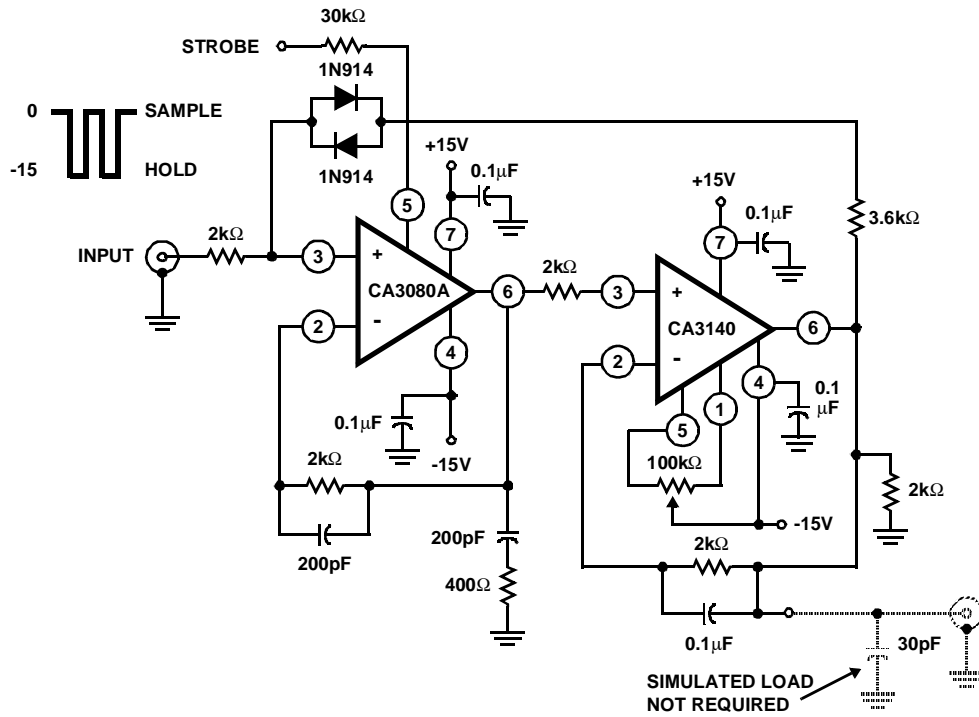 30kΩ
STROBE
1N914
0
SAMPLE
-15
HOLD
1N914
+15V
0.1µF
+15V
0.1µF
3.6kΩ
5
7
7
INPUT
2kΩ
3
+
CA3080A
6
2kΩ
3
+
CA3140
6
2
-
2
-
4
4
0.1
µF
0.1µF
-15V
5
1
100kΩ
2kΩ
-15V
2kΩ
200pF
200pF
400Ω
2kΩ
0.1µF
30pF
SIMULATED LOAD
NOT REQUIRED